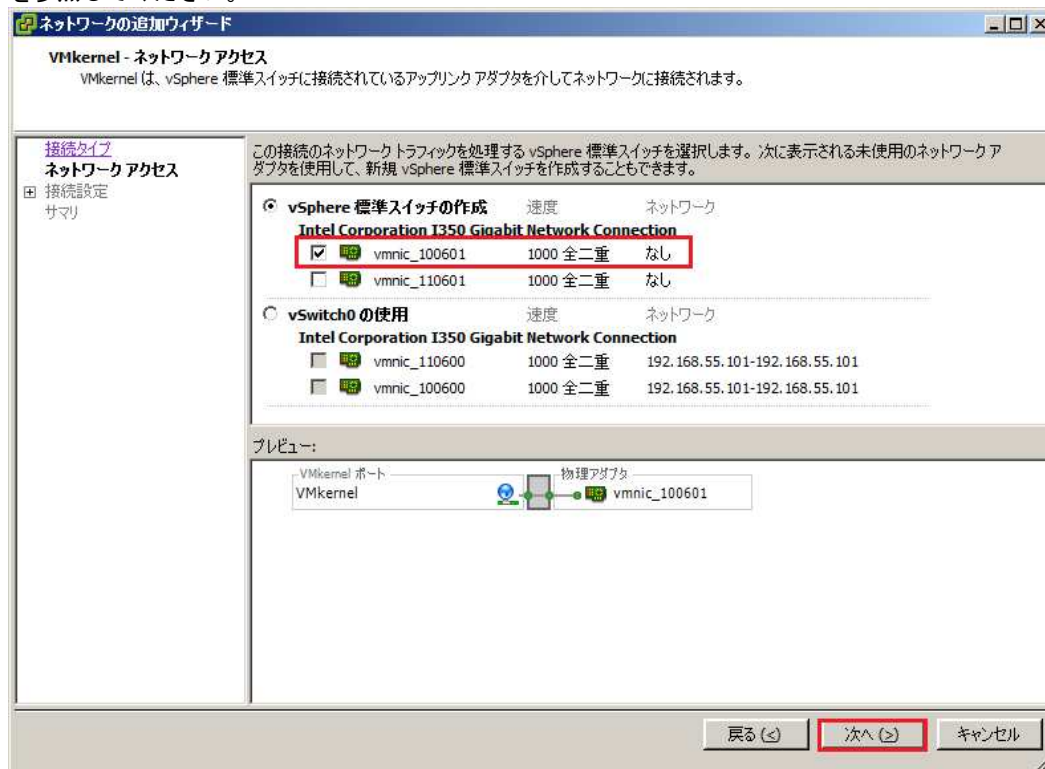 を参照してください。
ネットワークの追加ウィザード
VMkernel - ネットワーク アクセス
VMkernel は、vSphere 標準スイッチに接続されているアップリンク アダプタを介してネットワークに接続されます。
接続タイプ
ネットワーク アクセス
接続設定
サマリ
この接続のネットワーク トラフィックを処理する vSphere 標準スイッチを選択します。次に表示される未使用のネットワーク ア
ダプタを使用して、新規 vSphere 標準スイッチを作成することもできます。
vSphere 標準スイッチの作成 速度 ネットワーク
Intel Corporation I350 Gigabit Network Connection
vmnic_100601 1000 全二重 なし
vmnic_110601 1000 全二重 なし
vSwitch0 の使用 速度 ネットワーク
Intel Corporation I350 Gigabit Network Connection
vmnic_110600 1000 全二重 192.168.55.101-192.168.55.101
vmnic_100600 1000 全二重 192.168.55.101-192.168.55.101
プレビュー:
VMkernel ポート 物理アダプタ
VMkernel vmnic_100601
戻る (<) 次へ (>) キャンセル